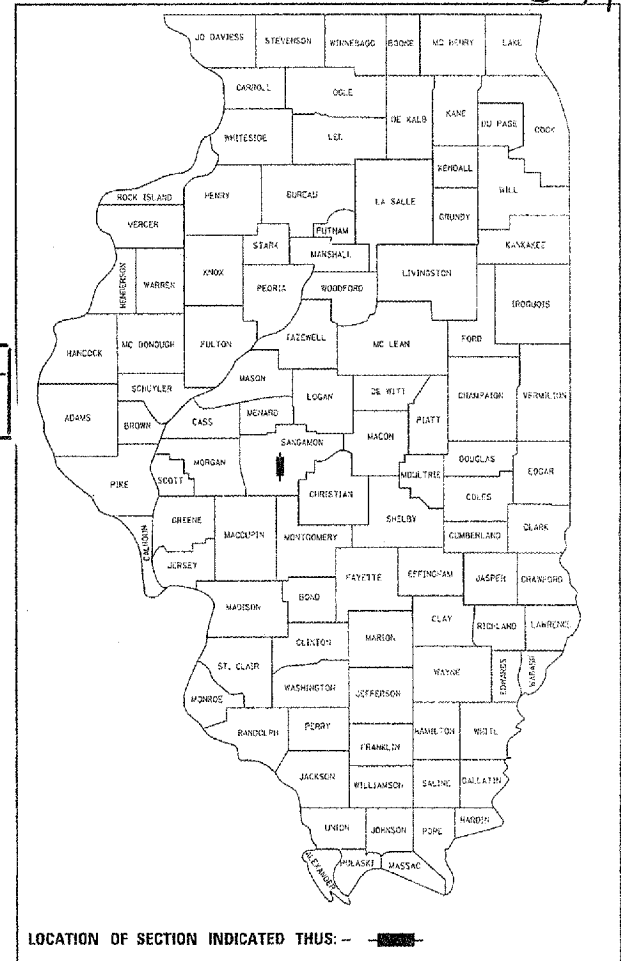 JO DAVIESS STEVENSON WINNEBAGO BOONE MC HENRY LAKE
CARROLL OGLE DE KALB KANE DU PAGE COOK
WHITESIDE LEE KENDALL WILL
ROCK ISLAND HENRY BUREAU LA SALLE GRUNDY
MERCER PUTNAM KANKAKEE
STARK MARSHALL LIVINGSTON
HENDERSON WARREN KNOX PEORIA WOODFORD IROQUOIS
HANCOCK MC DONOUGH FULTON TAZEWELL MC LEAN FORD
SCHUYLER MASON LOGAN DE WITT CHAMPAIGN VERMILION
ADAMS BROWN CASS MENARD MACON PIATT
SANGAMON
PIKE SCOTT MORGAN CHRISTIAN MOULTRIE DOUGLAS EDGAR
COLES
CALHOUN GREENE MACOUPIN MONTGOMERY SHELBY CUMBERLAND CLARK
JERSEY FAYETTE EFFINGHAM JASPER CRAWFORD
MADISON BOND
CLAY RICHLAND LAWRENCE
CLINTON MARION
ST. CLAIR WAYNE EDWARDS WABASH
WASHINGTON JEFFERSON
MONROE
RANDOLPH PERRY HAMILTON WHITE
FRANKLIN
JACKSON WILLIAMSON SALINE GALLATIN
UNION JOHNSON POPE HARDIN
ALEXANDER PULASKI MASSAC
LOCATION OF SECTION INDICATED THUS: -